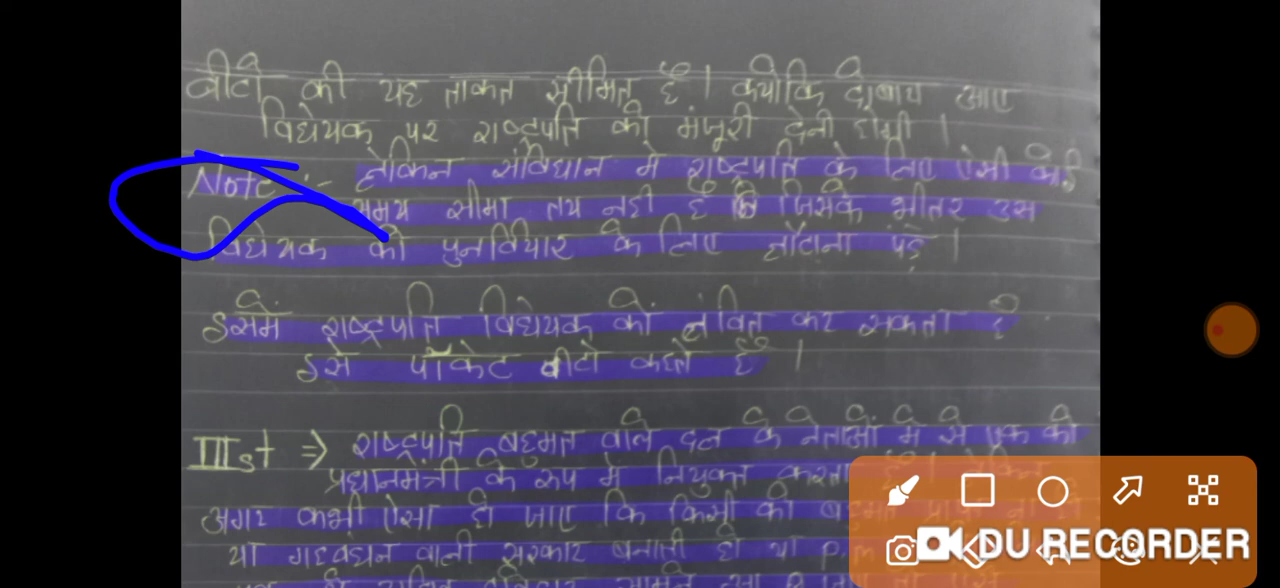 वीटो की यह ताकत सीमित है। क्योकि दोबारा आए
विधेयक पर राष्ट्रपति को मंजूरी देनी होगी।
Note :- लेकिन संविधान मे राष्ट्रपति के लिए ऐसी कोई
समय सीमा तय नही है कि जिसके भीतर उस
विधेयक को पुनर्विचार के लिए लौटाना पड़े।
इसमे राष्ट्रपति विधेयक को लंबित कर सकता है
इसे पॉकेट वीटो कहते है।
IIIst ⇒ राष्ट्रपति बहुमत वाले दल के नेताओं मे से एक को
प्रधानमंत्री के रूप मे नियुक्त करता
अगर कभी ऐसा हो जाए कि किसी को
या गठबंधन वाली सरकार बनाती हो या P.M
DU RECORDER